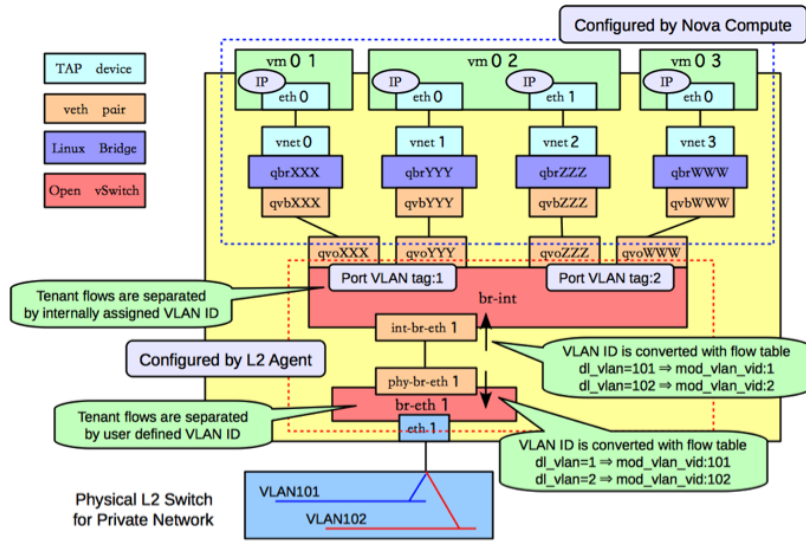 Configured by Nova Compute
vm 0 1
vm 0 2
vm 0 3
IP
IP
IP
IP
eth 0
eth 0
eth 1
eth 0
TAP device
veth pair
Linux Bridge
Open vSwitch
vnet 0
vnet 1
vnet 2
vnet 3
qbrXXX
qbrYYY
qbrZZZ
qbrWWW
qvbXXX
qvbYYY
qvbZZZ
qvbWWW
qvoXXX
qvoYYY
qvoZZZ
qvoWWW
Port VLAN tag:1
Port VLAN tag:2
br-int
Tenant flows are separated
by internally assigned VLAN ID
int-br-eth 1
Configured by L2 Agent
VLAN ID is converted with flow table
dl_vlan=101 ⇒ mod_vlan_vid:1
dl_vlan=102 ⇒ mod_vlan_vid:2
phy-br-eth 1
br-eth 1
Tenant flows are separated
by user defined VLAN ID
eth 1
VLAN ID is converted with flow table
dl_vlan=1 ⇒ mod_vlan_vid:101
dl_vlan=2 ⇒ mod_vlan_vid:102
Physical L2 Switch
for Private Network
VLAN101
VLAN102